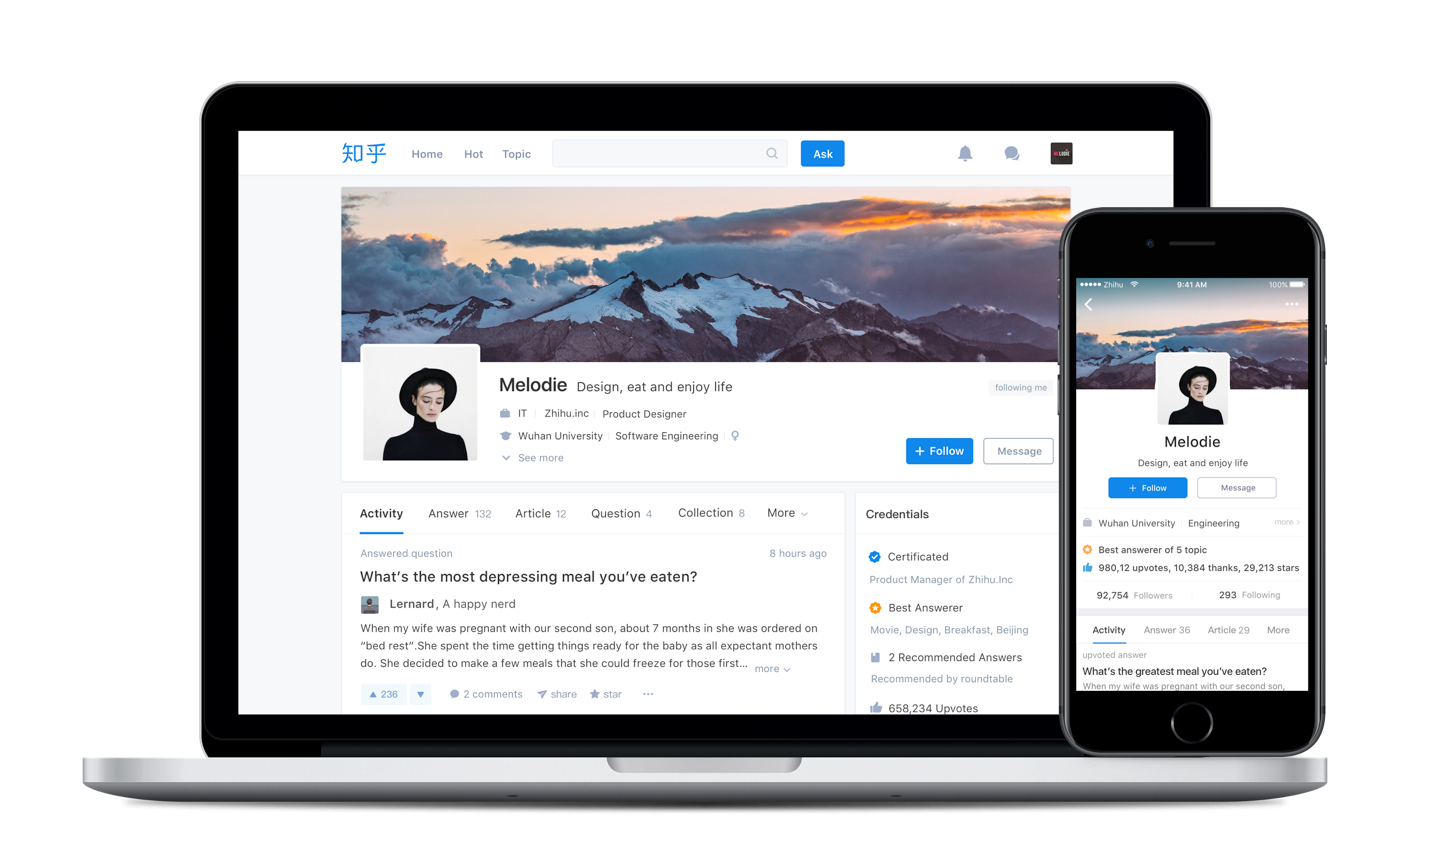 知乎 Home Hot Topic Ask
Melodie Design, eat and enjoy life
following me
IT Zhihu.inc Product Designer
Wuhan University Software Engineering
See more
+ Follow Message
Activity Answer 132 Article 12 Question 4 Collection 8 More
Answered question 8 hours ago
What's the most depressing meal you've eaten?
Lernard, A happy nerd
When my wife was pregnant with our second son, about 7 months in she was ordered on
“bed rest”.She spent the time getting things ready for the baby as all expectant mothers
do. She decided to make a few meals that she could freeze for those first... more
236 2 comments share star
Credentials
Certificated
Product Manager of Zhihu.Inc
Best Answerer
Movie, Design, Breakfast, Beijing
2 Recommended Answers
Recommended by roundtable
658,234 Upvotes
Zhihu 9:41 AM 100%
Melodie
Design, eat and enjoy life
+ Follow Message
Wuhan University Engineering more
Best answerer of 5 topic
980,12 upvotes, 10,384 thanks, 29,213 stars
92,754 Followers 293 Following
Activity Answer 36 Article 29 More
upvoted answer
What's the greatest meal you've eaten?
When my wife was pregnant with our second son,